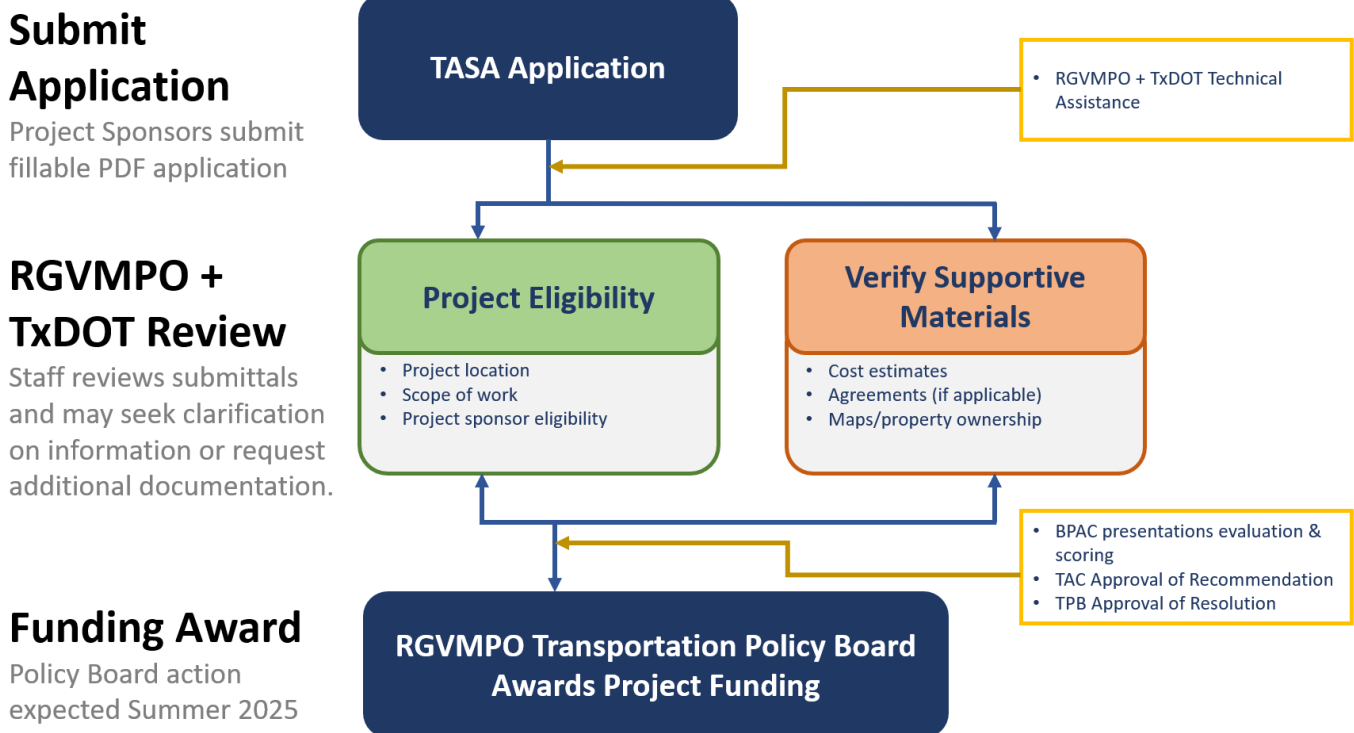 Submit
Application
Project Sponsors submit
fillable PDF application
TASA Application
• RGVMPO + TxDOT Technical
Assistance
RGVMPO +
TxDOT Review
Staff reviews submittals
and may seek clarification
on information or request
additional documentation.
Project Eligibility
• Project location
• Scope of work
• Project sponsor eligibility
Verify Supportive
Materials
• Cost estimates
• Agreements (if applicable)
• Maps/property ownership
• BPAC presentations evaluation &
scoring
• TAC Approval of Recommendation
• TPB Approval of Resolution
Funding Award
Policy Board action
expected Summer 2025
RGVMPO Transportation Policy Board
Awards Project Funding